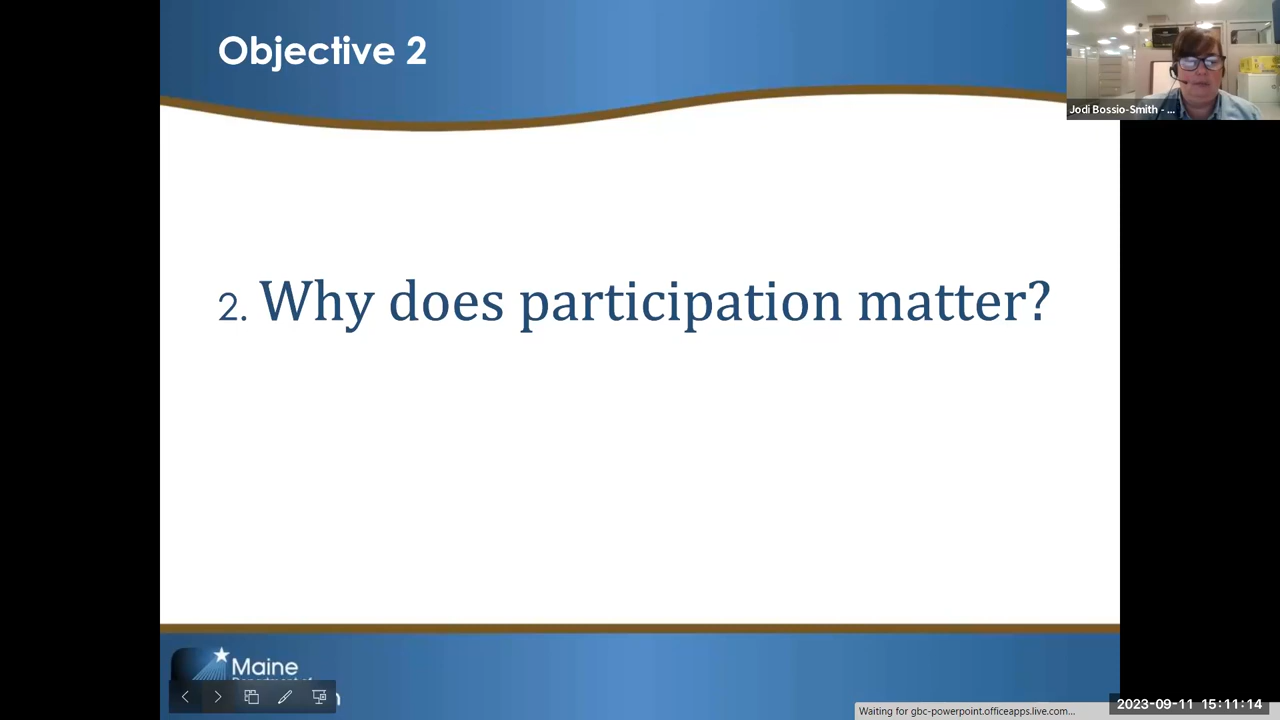 Objective 2
Jodi Bossio-Smith - ...
2. Why does participation matter?
Maine
Waiting for gbc-powerpoint.officeapps.live.com...
2023-09-11 15:11:14